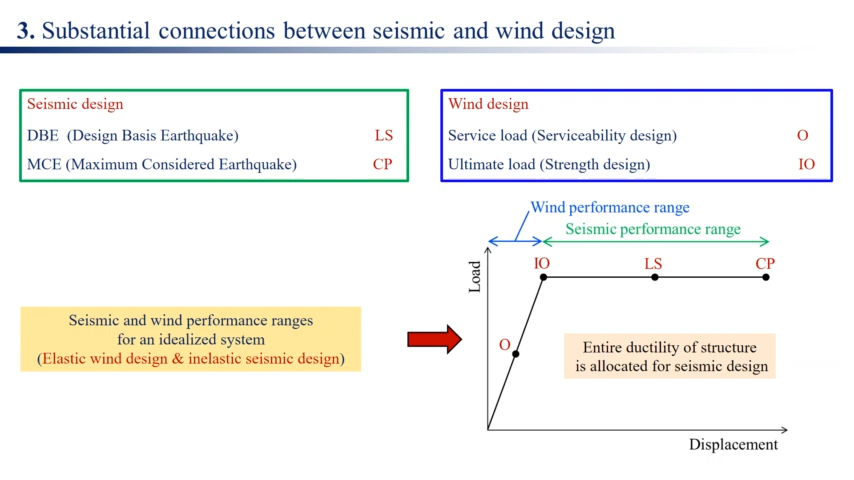 3. Substantial connections between seismic and wind design
Seismic design
DBE (Design Basis Earthquake) LS
MCE (Maximum Considered Earthquake) CP
Wind design
Service load (Serviceability design) O
Ultimate load (Strength design) IO
Seismic and wind performance ranges
for an idealized system
(Elastic wind design & inelastic seismic design)
Wind performance range
Seismic performance range
Load
IO LS CP
O
Entire ductility of structure
is allocated for seismic design
Displacement